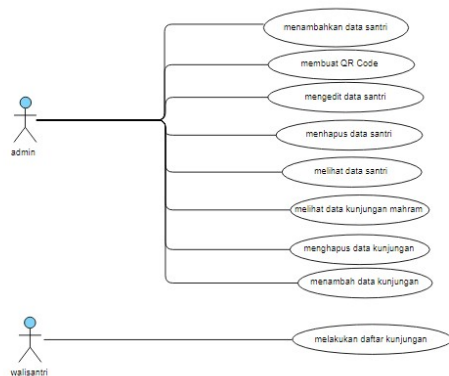 menambahkan data santri
membuat QR Code
mengedit data santri
admin
menhapus data santri
melihat data santri
melihat data kunjungan mahram
menghapus data kunjungan
menambah data kunjungan
melakukan daftar kunjungan
walisantri